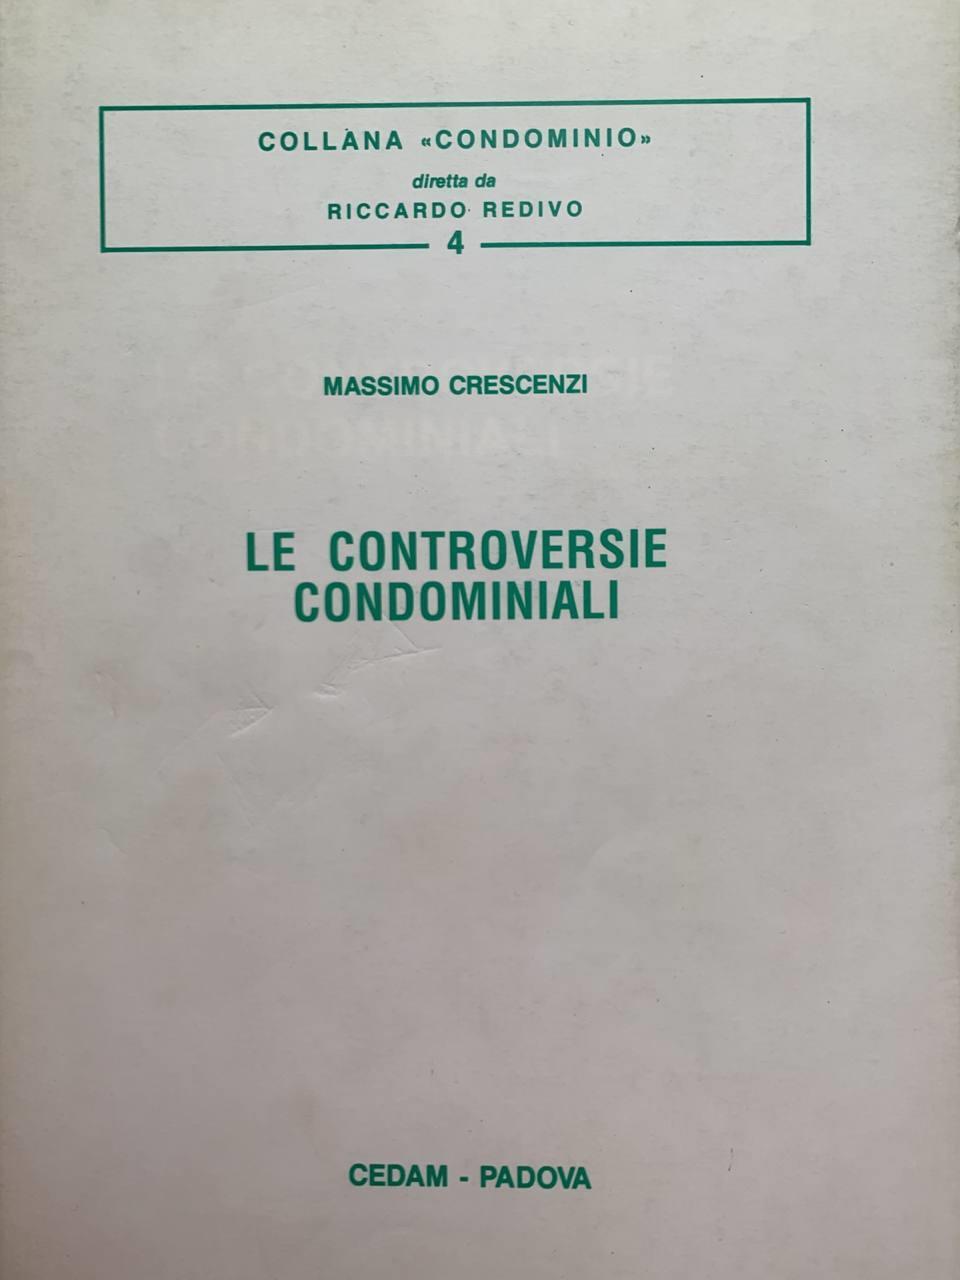 COLLANA «CONDOMINIO»
diretta da
RICCARDO REDIVO
4
MASSIMO CRESCENZI
LE CONTROVERSIE
CONDOMINIALI
CEDAM - PADOVA